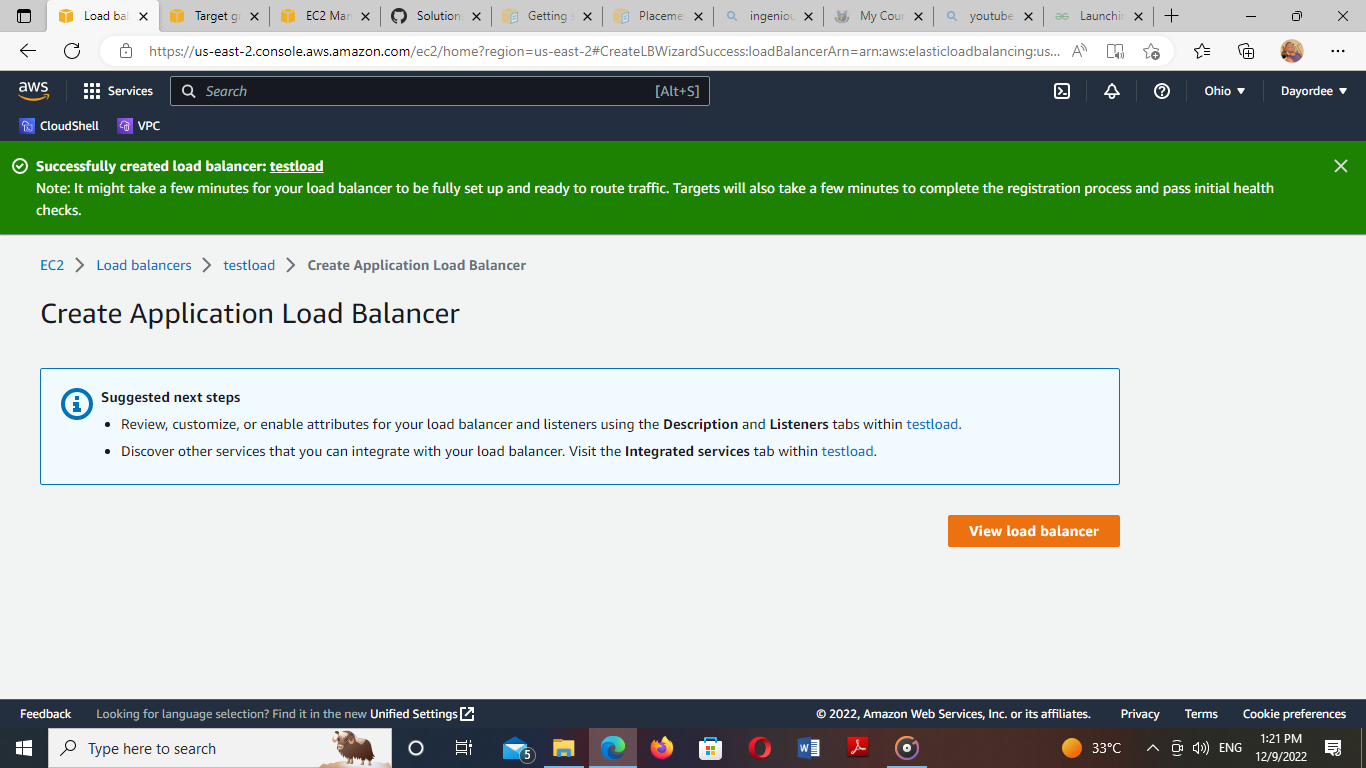 Load bal
Target gr
EC2 Man
Solution
Getting s
Placeme
ingeniou
My Cour
youtube
Launchin
https://us-east-2.console.aws.amazon.com/ec2/home?region=us-east-2#CreateLBWizardSuccess:loadBalancerArn=arn:aws:elasticloadbalancing:us...
aws
Services
Search
[Alt+S]
Ohio
Dayordee
CloudShell
VPC
Successfully created load balancer: testload
Note: It might take a few minutes for your load balancer to be fully set up and ready to route traffic. Targets will also take a few minutes to complete the registration process and pass initial health
checks.
EC2 > Load balancers > testload > Create Application Load Balancer
Create Application Load Balancer
Suggested next steps
• Review, customize, or enable attributes for your load balancer and listeners using the Description and Listeners tabs within testload.
• Discover other services that you can integrate with your load balancer. Visit the Integrated services tab within testload.
View load balancer
Feedback
Looking for language selection? Find it in the new Unified Settings
© 2022, Amazon Web Services, Inc. or its affiliates.
Privacy
Terms
Cookie preferences
Type here to search
5
33°C
ENG
1:21 PM
12/9/2022